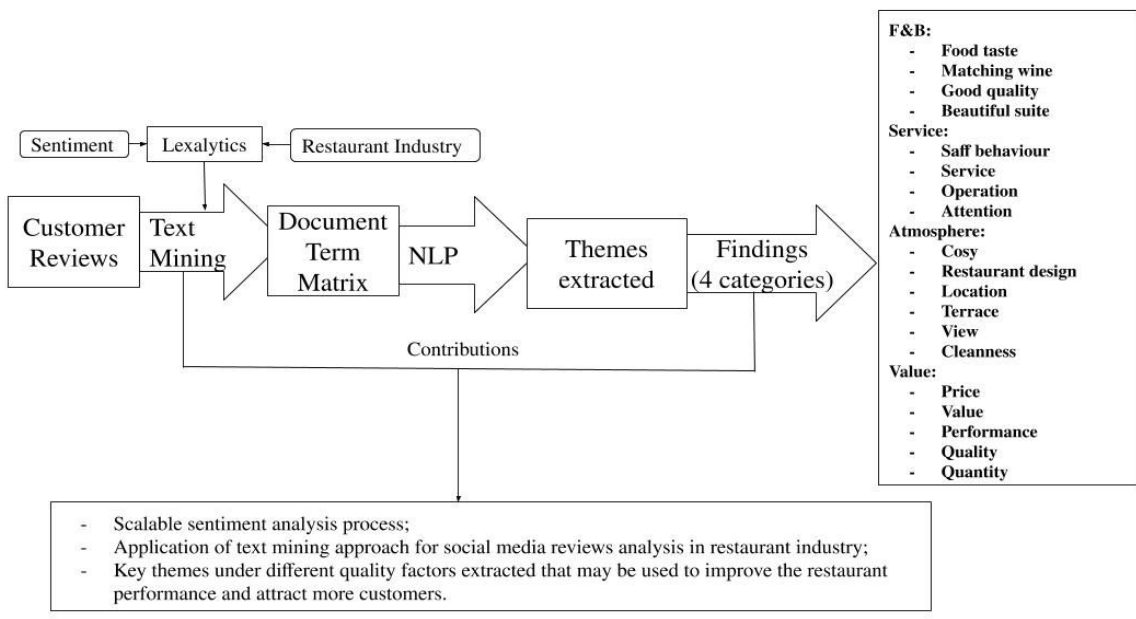 Sentiment
Lexalytics
Restaurant Industry
Customer
Reviews
Text
Mining
Document
Term
Matrix
NLP
Themes
extracted
Findings
(4 categories)
F&B:
- Food taste
- Matching wine
- Good quality
- Beautiful suite
Service:
- Saff behaviour
- Service
- Operation
- Attention
Atmosphere:
- Cosy
- Restaurant design
- Location
- Terrace
- View
- Cleanness
Value:
- Price
- Value
- Performance
- Quality
- Quantity
Contributions
- Scalable sentiment analysis process;
- Application of text mining approach for social media reviews analysis in restaurant industry;
- Key themes under different quality factors extracted that may be used to improve the restaurant
performance and attract more customers.